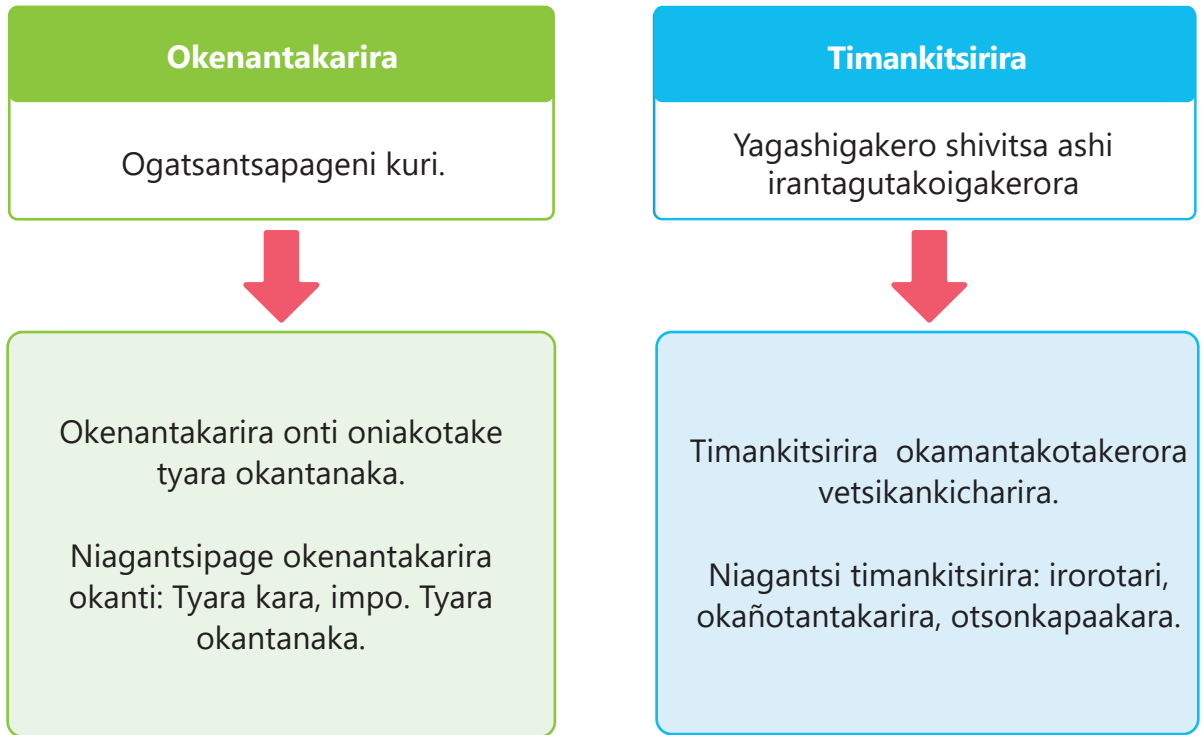 Okenantakarira
Ogatsantsapageni kuri.
Okenantakarira onti oniakotake
tyara okantanaka.
Niagantsipage okenantakarira
okanti: Tyara kara, impo. Tyara
okantanaka.
Timankitsirira
Yagashigakero shivitsa ashi
irantagutakoigakerora
Timankitsirira okamantakotakerora
vetsikankicharira.
Niagantsi timankitsirira: irorotari,
okañotantakarira, otsonkapaakara.